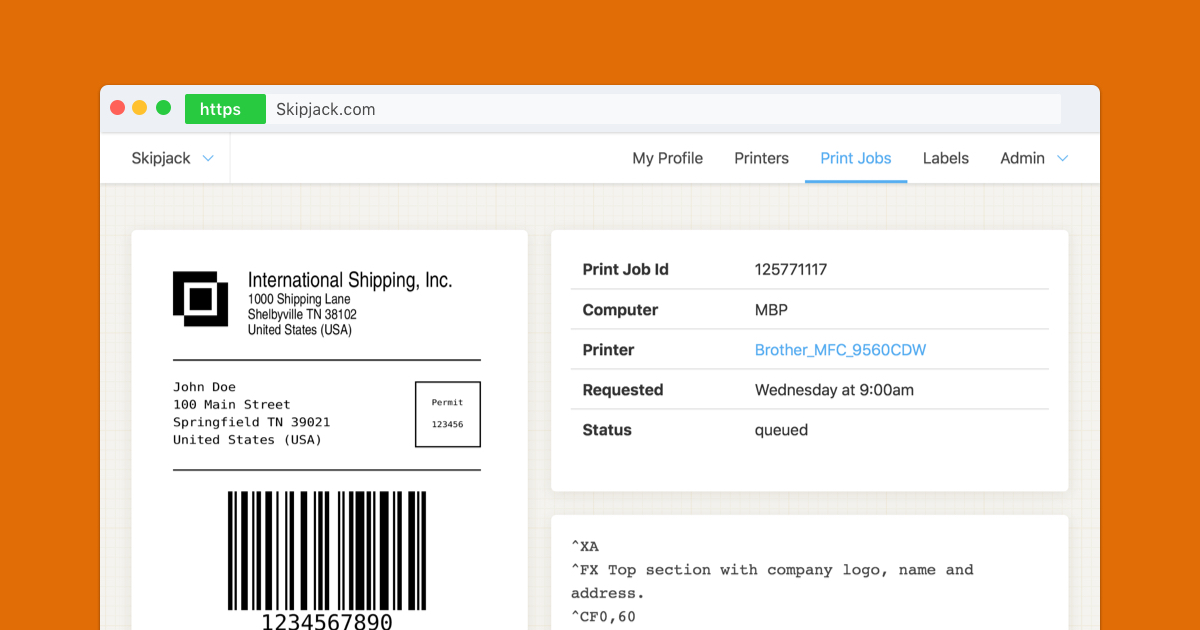 https Skipjack.com
Skipjack My Profile Printers Print Jobs Labels Admin
International Shipping, Inc.
1000 Shipping Lane
Shelbyville TN 38102
United States (USA)
John Doe
100 Main Street
Springfield TN 39021
United States (USA)
Permit
123456
1234567890
Print Job Id 125771117
Computer MBP
Printer Brother_MFC_9560CDW
Requested Wednesday at 9:00am
Status queued
^XA
^FX Top section with company logo, name and
address.
^CF0,60